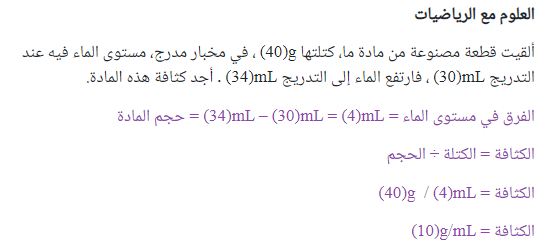 العلوم مع الرياضيات
ألقيت قطعة مصنوعة من مادة ما، كتلتها g(40) ، في مخبار مدرج، مستوى الماء فيه عند
التدريج mL(30) ، فارتفع الماء إلى التدريج mL(34) . أجد كثافة هذه المادة.
الفرق في مستوى الماء = mL(4) = (34)mL – (30)mL = حجم المادة
الكثافة = الكتلة ÷ الحجم
الكثافة = (40)g / (4)mL
الكثافة = (10)g/mL